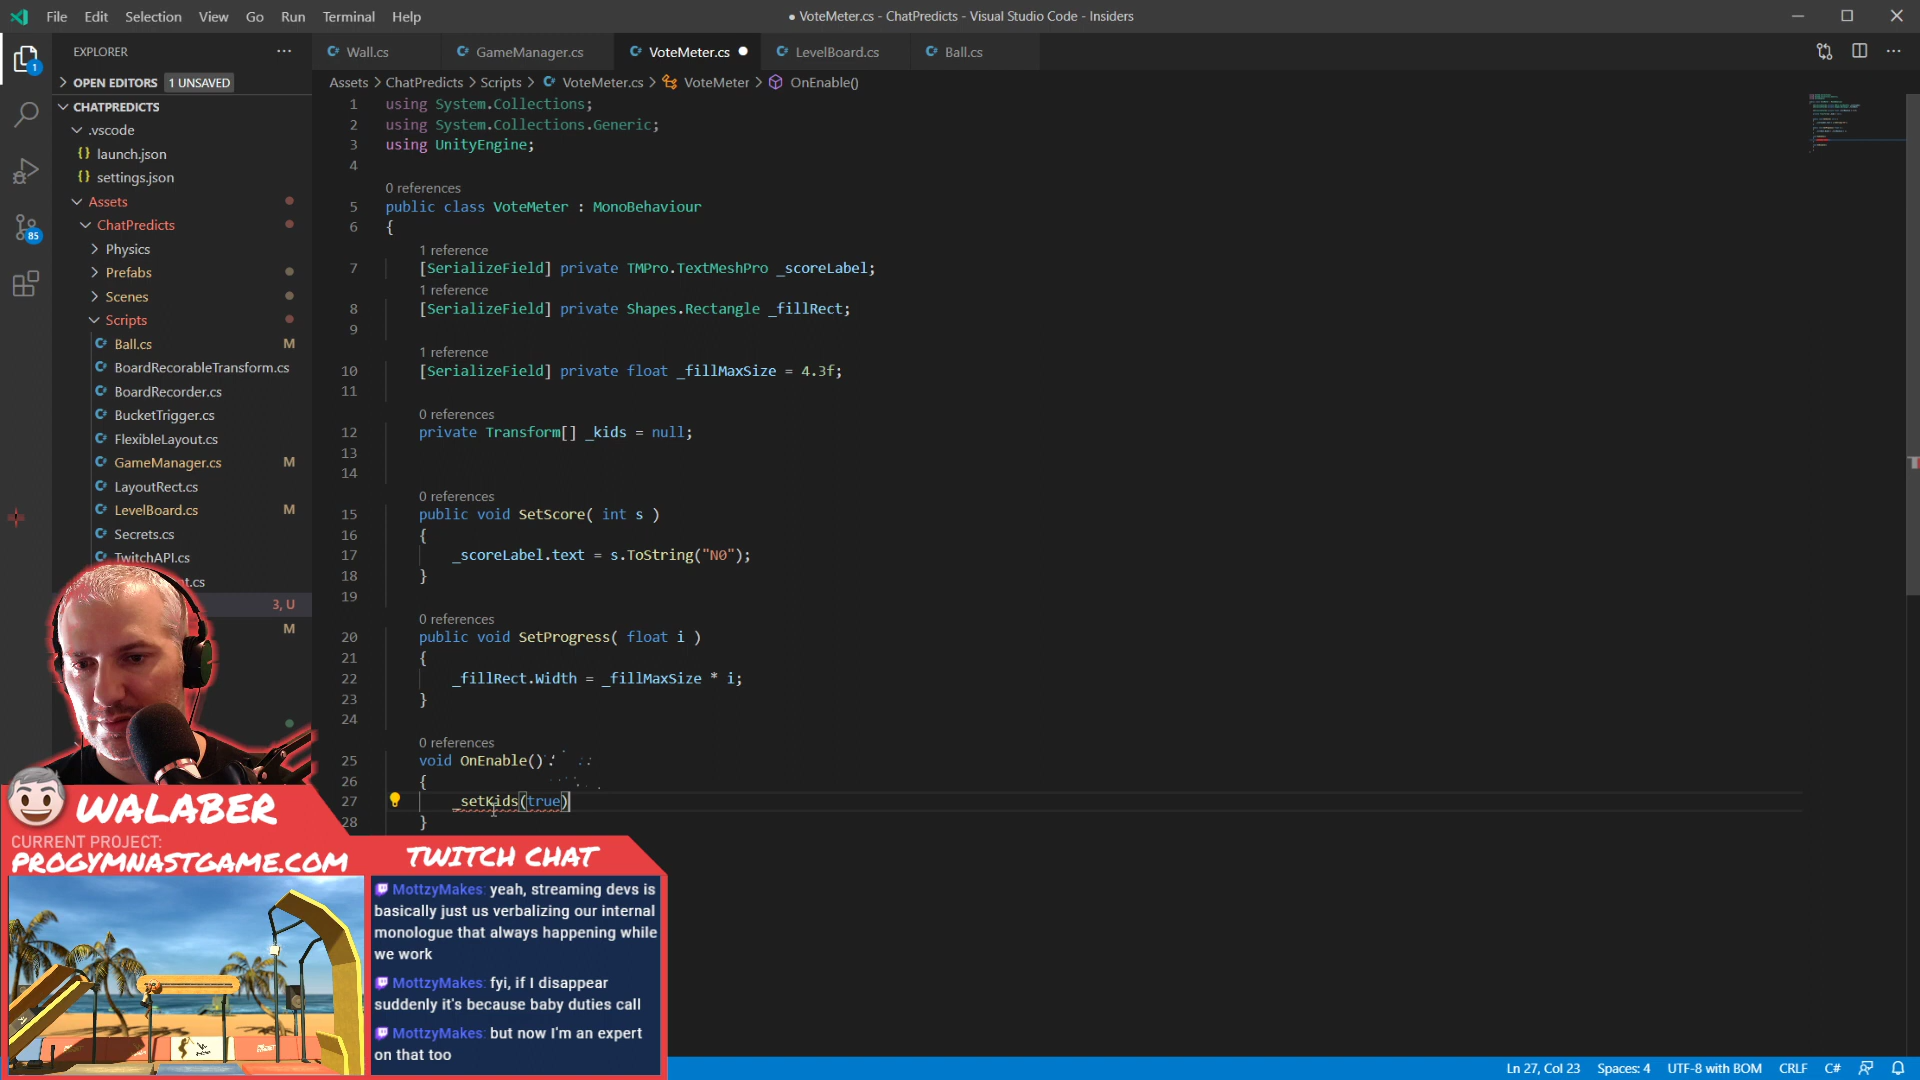 File Edit Selection View Go Run Terminal Help
● VoteMeter.cs - ChatPredicts - Visual Studio Code - Insiders
EXPLORER
Wall.cs GameManager.cs VoteMeter.cs LevelBoard.cs Ball.cs
OPEN EDITORS 1 UNSAVED
Assets > ChatPredicts > Scripts > VoteMeter.cs > VoteMeter > OnEnable()
CHATPREDICTS
.vscode
launch.json
settings.json
Assets
ChatPredicts
Physics
Prefabs
Scenes
Scripts
Ball.cs M
BoardRecorableTransform.cs
BoardRecorder.cs
BucketTrigger.cs
FlexibleLayout.cs
GameManager.cs M
LayoutRect.cs
LevelBoard.cs M
Secrets.cs
TwitchAPI.cs
t.cs
3, U
M
1
85
1 using System.Collections;
2 using System.Collections.Generic;
3 using UnityEngine;
4
0 references
5 public class VoteMeter : MonoBehaviour
6 {
1 reference
7 [SerializeField] private TMPro.TextMeshPro _scoreLabel;
1 reference
8 [SerializeField] private Shapes.Rectangle _fillRect;
9
1 reference
10 [SerializeField] private float _fillMaxSize = 4.3f;
11
0 references
12 private Transform[] _kids = null;
13
14
0 references
15 public void SetScore( int s )
16 {
17 _scoreLabel.text = s.ToString("N0");
18 }
19
0 references
20 public void SetProgress( float i )
21 {
22 _fillRect.Width = _fillMaxSize * i;
23 }
24
0 references
25 void OnEnable()
26 {
27 _setKids(true)
28 }
WALABER
CURRENT PROJECT:
PROGYMNASTGAME.COM
TWITCH CHAT
MottzyMakes: yeah, streaming devs is
basically just us verbalizing our internal
monologue that always happening while
we work
MottzyMakes: fyi, if I disappear
suddenly it's because baby duties call
MottzyMakes: but now I'm an expert
on that too
Ln 27, Col 23 Spaces: 4 UTF-8 with BOM CRLF C#